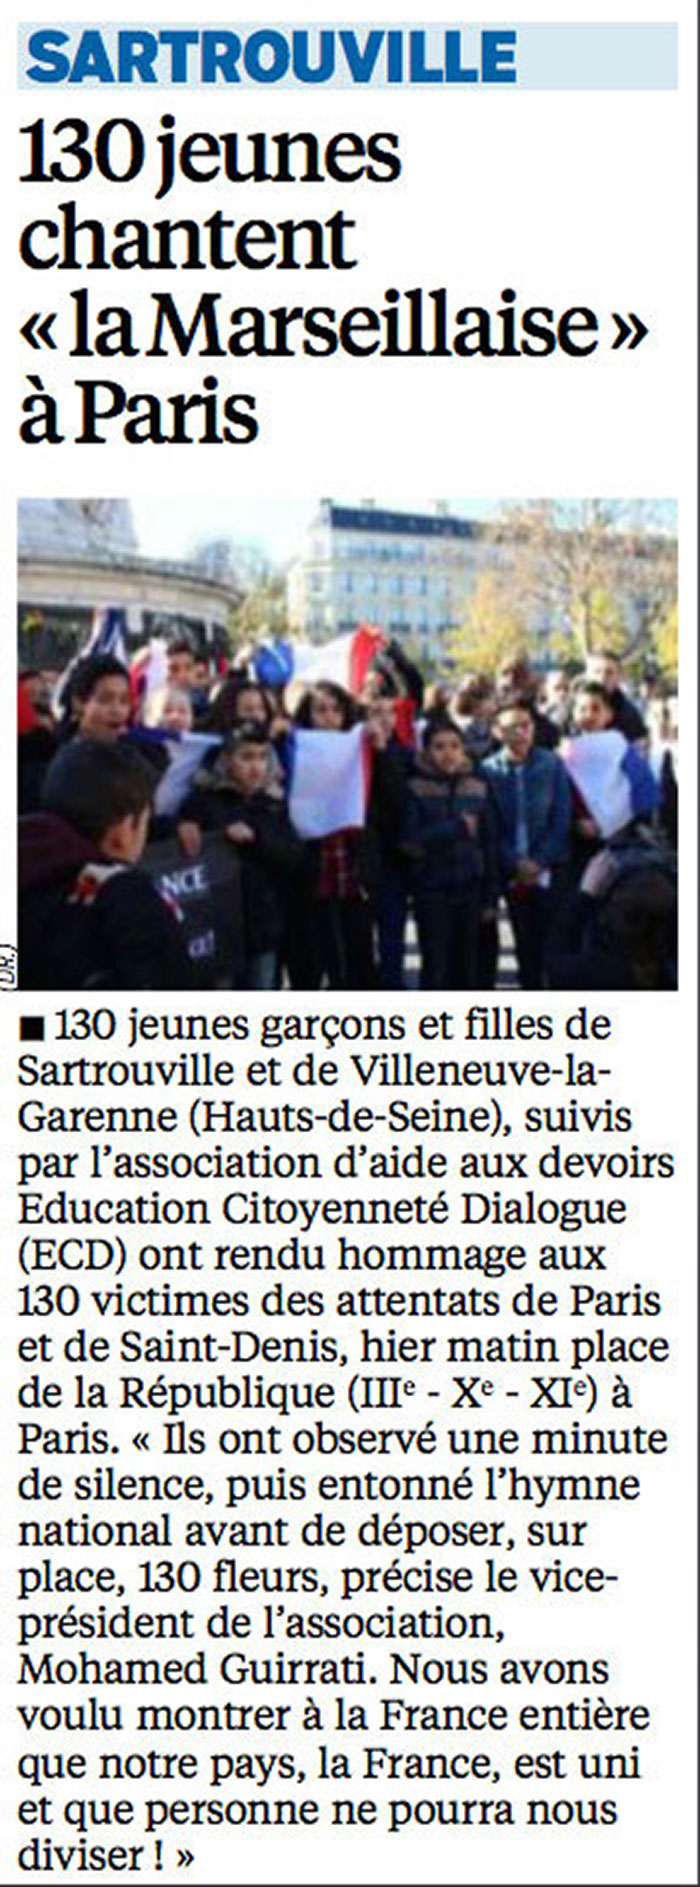 SARTROUVILLE
130 jeunes
chantent
« la Marseillaise »
à Paris
NCE
(DR.)
■ 130 jeunes garçons et filles de
Sartrouville et de Villeneuve-la-
Garenne (Hauts-de-Seine), suivis
par l’association d’aide aux devoirs
Education Citoyenneté Dialogue
(ECD) ont rendu hommage aux
130 victimes des attentats de Paris
et de Saint-Denis, hier matin place
de la République (IIIᵉ - Xᵉ - XIᵉ) à
Paris. « Ils ont observé une minute
de silence, puis entonné l’hymne
national avant de déposer, sur
place, 130 fleurs, précise le vice-
président de l’association,
Mohamed Guirrati. Nous avons
voulu montrer à la France entière
que notre pays, la France, est uni
et que personne ne pourra nous
diviser ! »